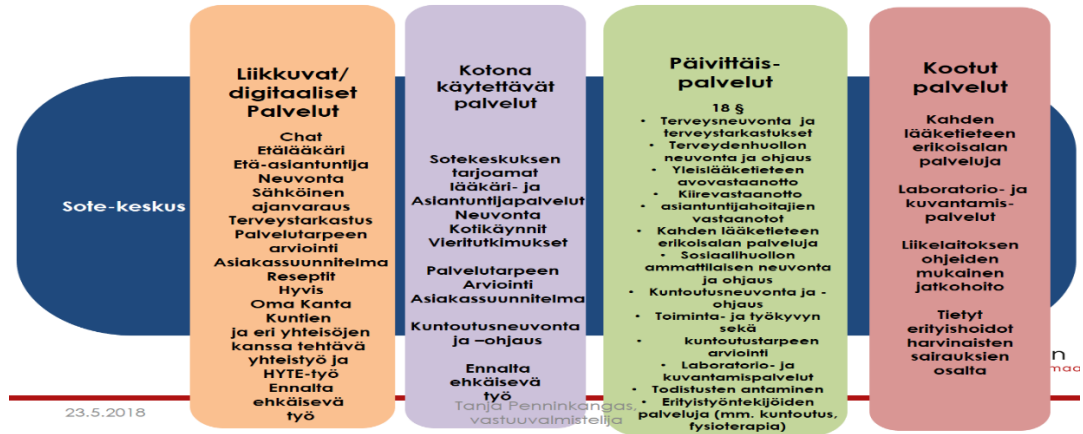 Sote-keskus
Liikkuvat/
digitaaliset
Palvelut
Chat
Etälääkäri
Etä-asiantuntija
Neuvonta
Sähköinen
ajanvaraus
Terveystarkastus
Palvelutarpeen
arviointi
Asiakassuunnitelma
Reseptit
Hyvis
Oma Kanta
Kuntien
ja eri yhteisöjen
kanssa tehtävä
yhteistyö ja
HYTE-työ
Ennalta
ehkäisevä
työ
Kotona
käytettävät
palvelut
Sotekeskuksen
tarjoamat
lääkäri- ja
Asiantuntijapalvelut
Neuvonta
Kotikäynnit
Vieritutkimukset
Palvelutarpeen
Arviointi
Asiakassuunnitelma
Kuntoutusneuvonta
ja –ohjaus
Ennalta
ehkäisevä
työ
Päivittäis-
palvelut
18 §
• Terveysneuvonta ja
terveystarkastukset
• Terveydenhuollon
neuvonta ja ohjaus
• Yleislääketieteen
avovastaanotto
• Kiirevastaanotto
• asiantuntijahoitajien
vastaanotot
• Kahden lääketieteen
erikoisalan palveluja
• Sosiaalihuollon
ammattilaisen neuvonta
ja ohjaus
• Kuntoutusneuvonta ja -
ohjaus
• Toiminta- ja työkyvyn
sekä
• kuntoutustarpeen
arviointi
• Laboratorio- ja
kuvantamispalvelut
• Todistusten antaminen
• Erityistyöntekijöiden
palveluja (mm. kuntoutus,
fysioterapia)
Kootut
palvelut
Kahden
lääketieteen
erikoisalan
palveluja
Laboratorio- ja
kuvantamis-
palvelut
Liikelaitoksen
ohjeiden
mukainen
jatkohoito
Tietyt
erityishoidot
harvinaisten
sairauksien
osalta
n
maa
23.5.2018
Tanja Penninkangas,
vastuuvalmistelija